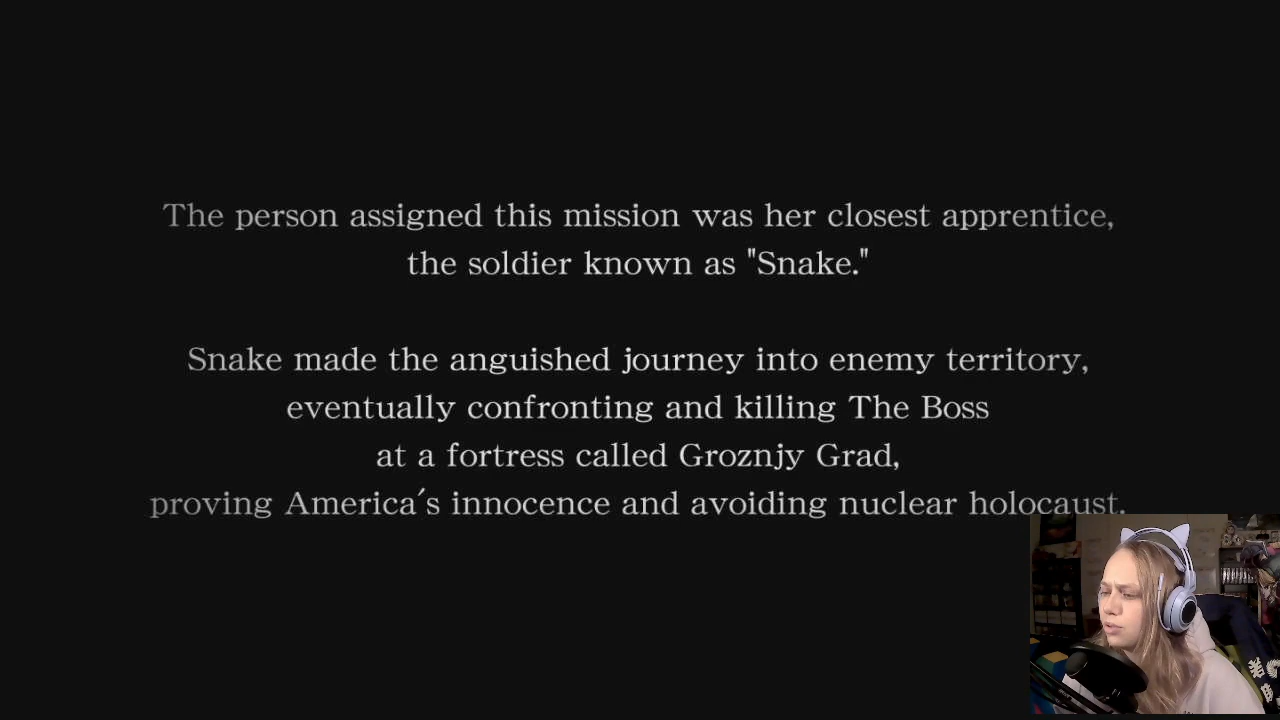 The person assigned this mission was her closest apprentice,
the soldier known as "Snake."
Snake made the anguished journey into enemy territory,
eventually confronting and killing The Boss
at a fortress called Groznjy Grad,
proving America's innocence and avoiding nuclear holocaust.